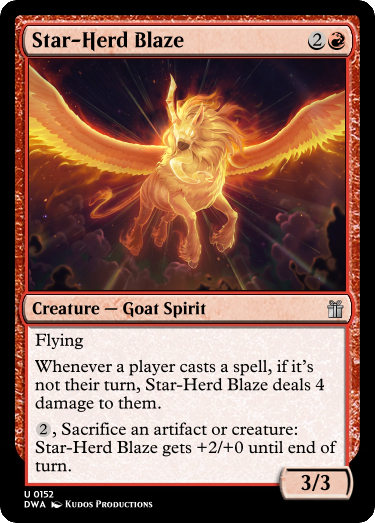 Star-Herd Blaze
2
Creature — Goat Spirit
Flying
Whenever a player casts a spell, if it's
not their turn, Star-Herd Blaze deals 4
damage to them.
2, Sacrifice an artifact or creature:
Star-Herd Blaze gets +2/+0 until end of
turn.
3/3
U 0152
DWA Kudos Productions